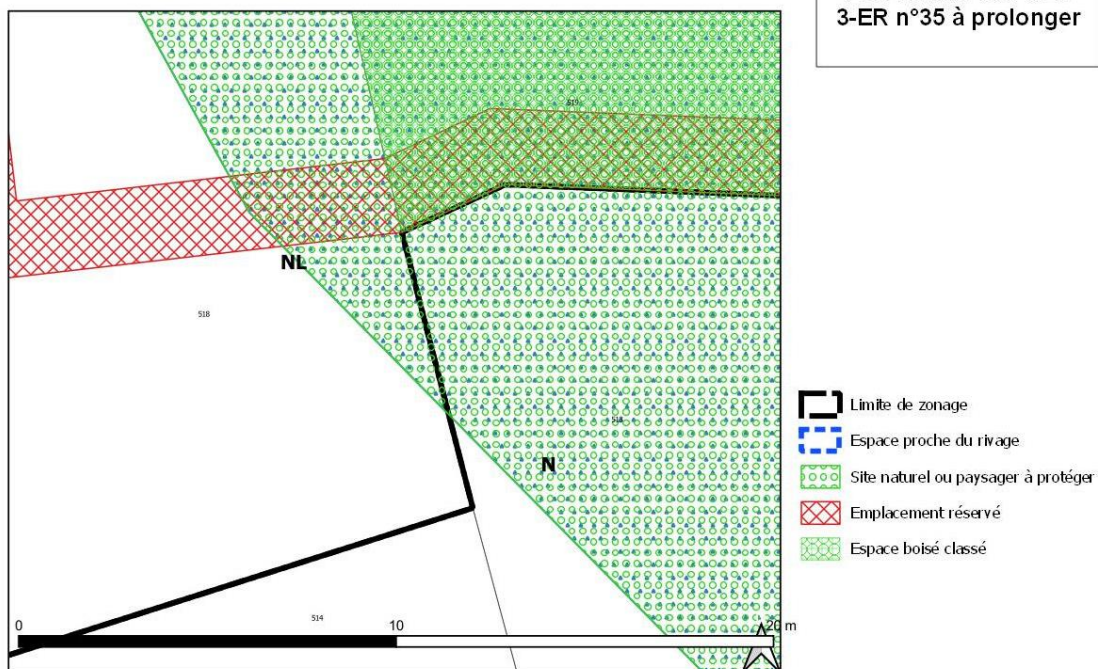 3-ER n°35 à prolonger
519
NL
518
518
N
514
0 10 20 m
Limite de zonage
Espace proche du rivage
Site naturel ou paysager à protéger
Emplacement réservé
Espace boisé classé